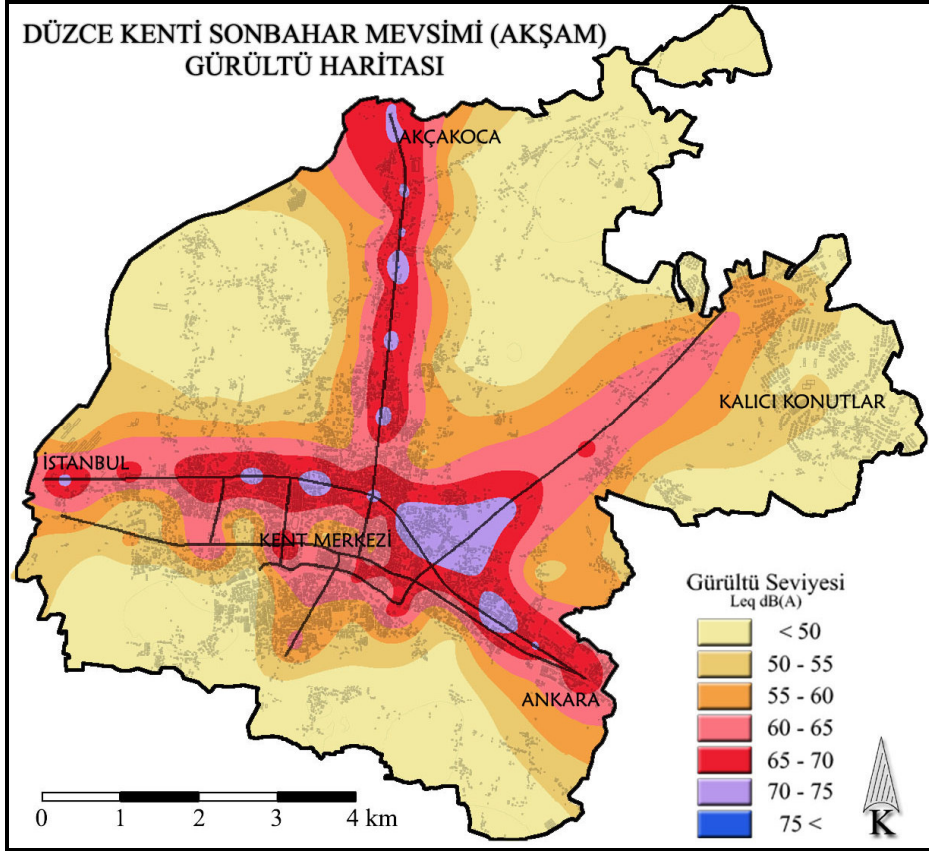 DÜZCE KENTİ SONBAHAR MEVSİMİ (AKŞAM)
GÜRÜLTÜ HARİTASI
AKÇAKOCA
KALICI KONUTLAR
İSTANBUL
KENT MERKEZİ
ANKARA
Gürültü Seviyesi
Leq dB(A)
< 50
50 - 55
55 - 60
60 - 65
65 - 70
70 - 75
75 <
0 1 2 3 4 km
K